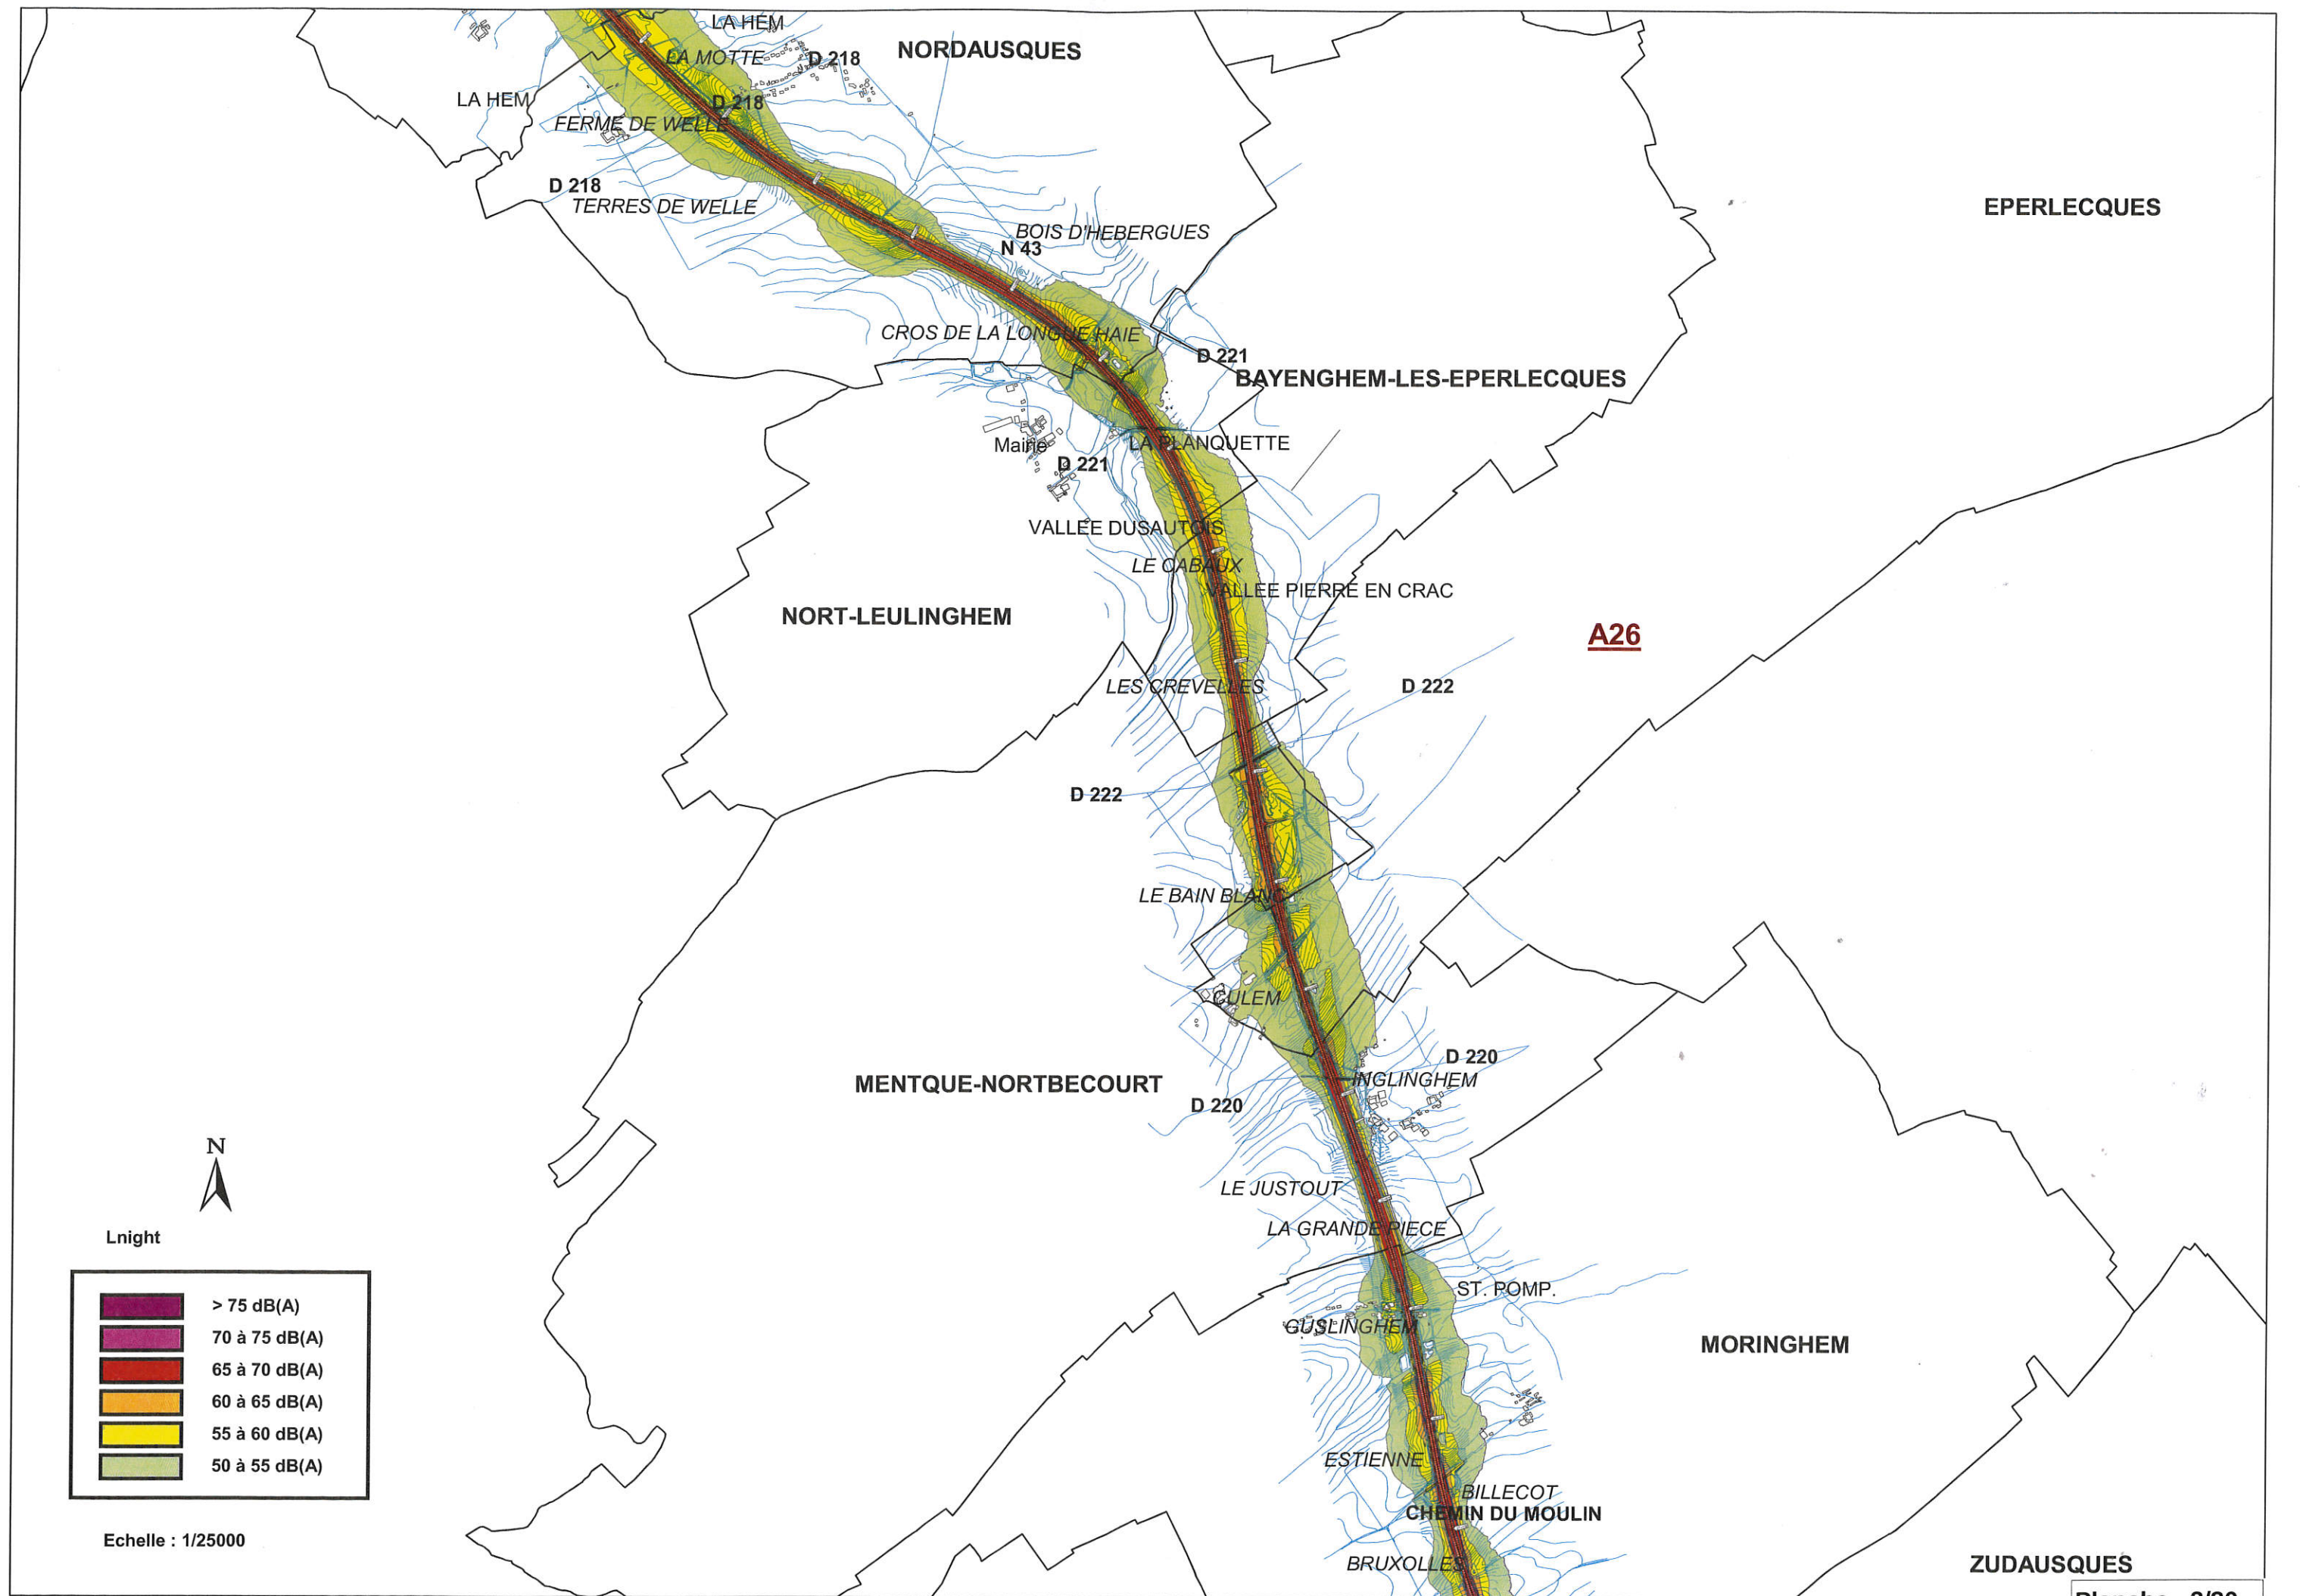 LA HEM
NORDAUSQUES
LA MOTTE
D 218
LA HEM
D 218
FERME DE WELLE
D 218
TERRES DE WELLE
EPERLECQUES
BOIS D'HEBERGUES
N 43
CROS DE LA LONGUE HAIE
D 221
BAYENGHEM-LES-EPERLECQUES
Mairie
LA PLANQUETTE
D 221
VALLEE DUSAUTOIS
LE CABAUX
VALLEE PIERRE EN CRAC
NORT-LEULINGHEM
A26
LES CREVELLES
D 222
D 222
LE BAIN BLANC
CULEM
D 220
INGLINGHEM
MENTQUE-NORTBECOURT
D 220
N
LE JUSTOUT
LA GRANDE PIECE
Lnight
ST. POMP.
GUSLINGHEM
MORINGHEM
> 75 dB(A)
70 à 75 dB(A)
65 à 70 dB(A)
60 à 65 dB(A)
55 à 60 dB(A)
50 à 55 dB(A)
ESTIENNE
BILLECOT
CHEMIN DU MOULIN
Echelle : 1/25000
BRUXOLLES
ZUDAUSQUES